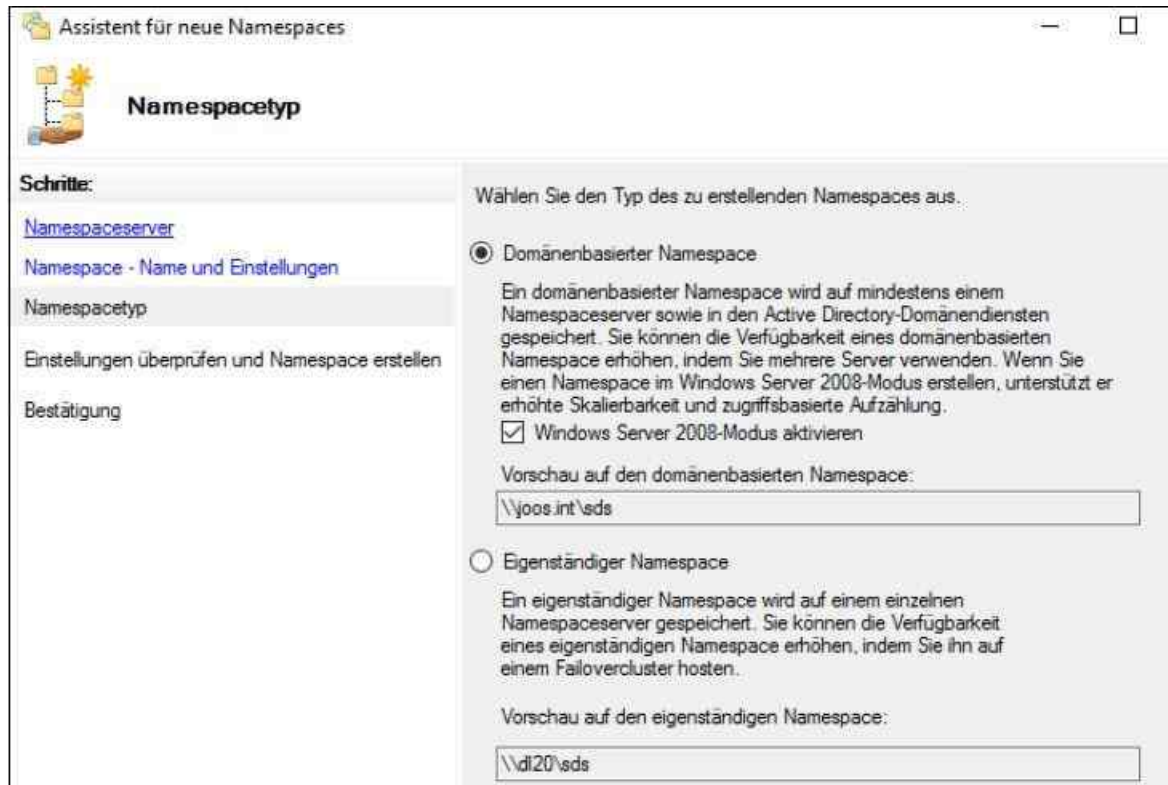 Assistent für neue Namespaces
Namespacetyp
Schritte:
Namespaceserver
Namespace - Name und Einstellungen
Namespacetyp
Einstellungen überprüfen und Namespace erstellen
Bestätigung
Wählen Sie den Typ des zu erstellenden Namespaces aus.
Domänenbasierter Namespace
Ein domänenbasierter Namespace wird auf mindestens einem
Namespaceserver sowie in den Active Directory-Domänendiensten
gespeichert. Sie können die Verfügbarkeit eines domänenbasierten
Namespace erhöhen, indem Sie mehrere Server verwenden. Wenn Sie
einen Namespace im Windows Server 2008-Modus erstellen, unterstützt er
erhöhte Skalierbarkeit und zugriffsbasierte Aufzählung.
Windows Server 2008-Modus aktivieren
Vorschau auf den domänenbasierten Namespace:
\\joos.int\sds
Eigenständiger Namespace
Ein eigenständiger Namespace wird auf einem einzelnen
Namespaceserver gespeichert. Sie können die Verfügbarkeit
eines eigenständigen Namespace erhöhen, indem Sie ihn auf
einem Failovercluster hosten.
Vorschau auf den eigenständigen Namespace:
\\dl20\sds